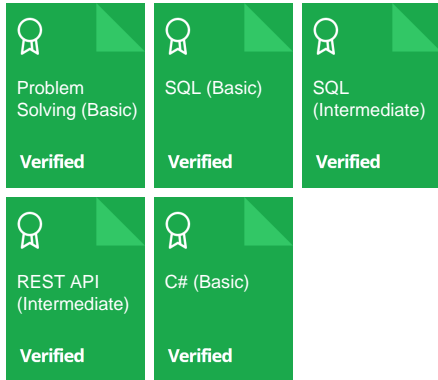 Problem
Solving (Basic)
Verified
SQL (Basic)
Verified
SQL
(Intermediate)
Verified
REST API
(Intermediate)
Verified
C# (Basic)
Verified